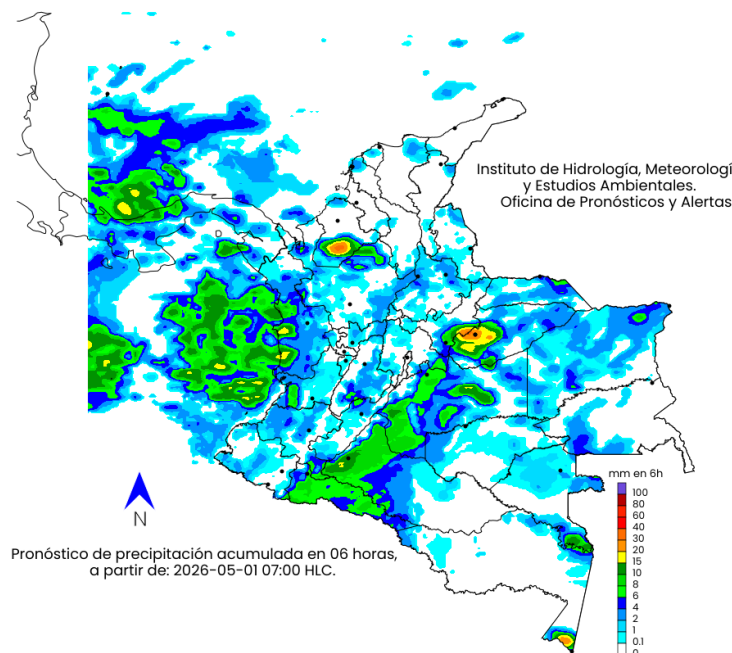 Instituto de Hidrología, Meteorologí
y Estudios Ambientales.
Oficina de Pronósticos y Alertas
mm en 6h
100
80
60
40
30
20
15
10
8
6
4
2
1
0.1
0
N
Pronóstico de precipitación acumulada en 06 horas,
a partir de: 2026-05-01 07:00 HLC.